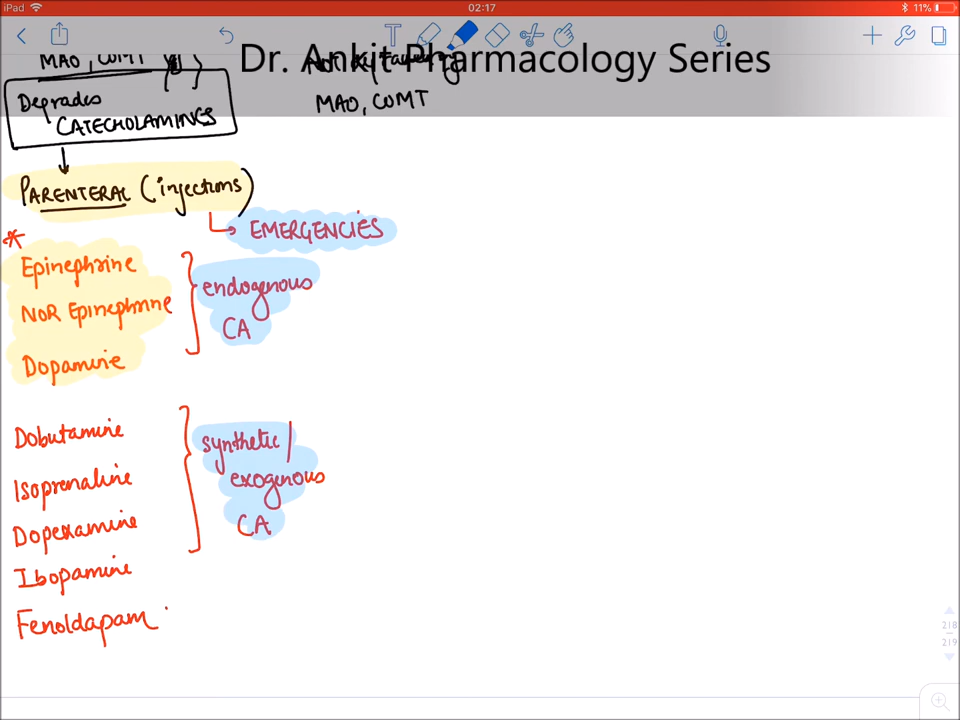 iPad 02:17 11%
Dr. Ankit Pharmacology Series
MAO, COMT
Degrades
CATECHOLAMINES
MAO, COMT
PARENTERAL (injections)
EMERGENCIES
*
Epinephrine
NOR Epinephrine
Dopamine
endogenous
CA
Dobutamine
Isoprenaline
Dopexamine
Ibopamine
Fenoldapam
synthetic/
exogenous
CA
218
219